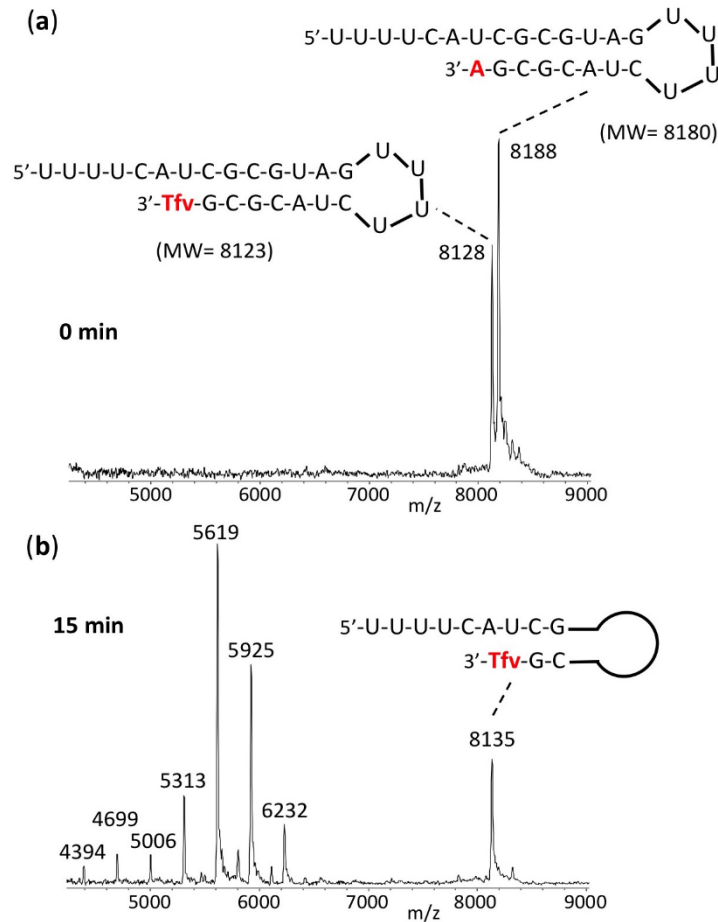 (a)
5'-U-U-U-U-C-A-U-C-G-C-G-U-A-G U U U U
3'-A-G-C-G-C-A-U-C
(MW= 8180)
8188
5'-U-U-U-U-C-A-U-C-G-C-G-U-A-G U U U U
3'-Tfv-G-C-G-C-A-U-C
(MW= 8123)
8128
0 min
5000 6000 7000 8000 9000
m/z
(b)
15 min
5619
5925
5'-U-U-U-U-C-A-U-C-G
3'-Tfv-G-C
8135
5313
6232
4699
5006
4394
5000 6000 7000 8000 9000
m/z